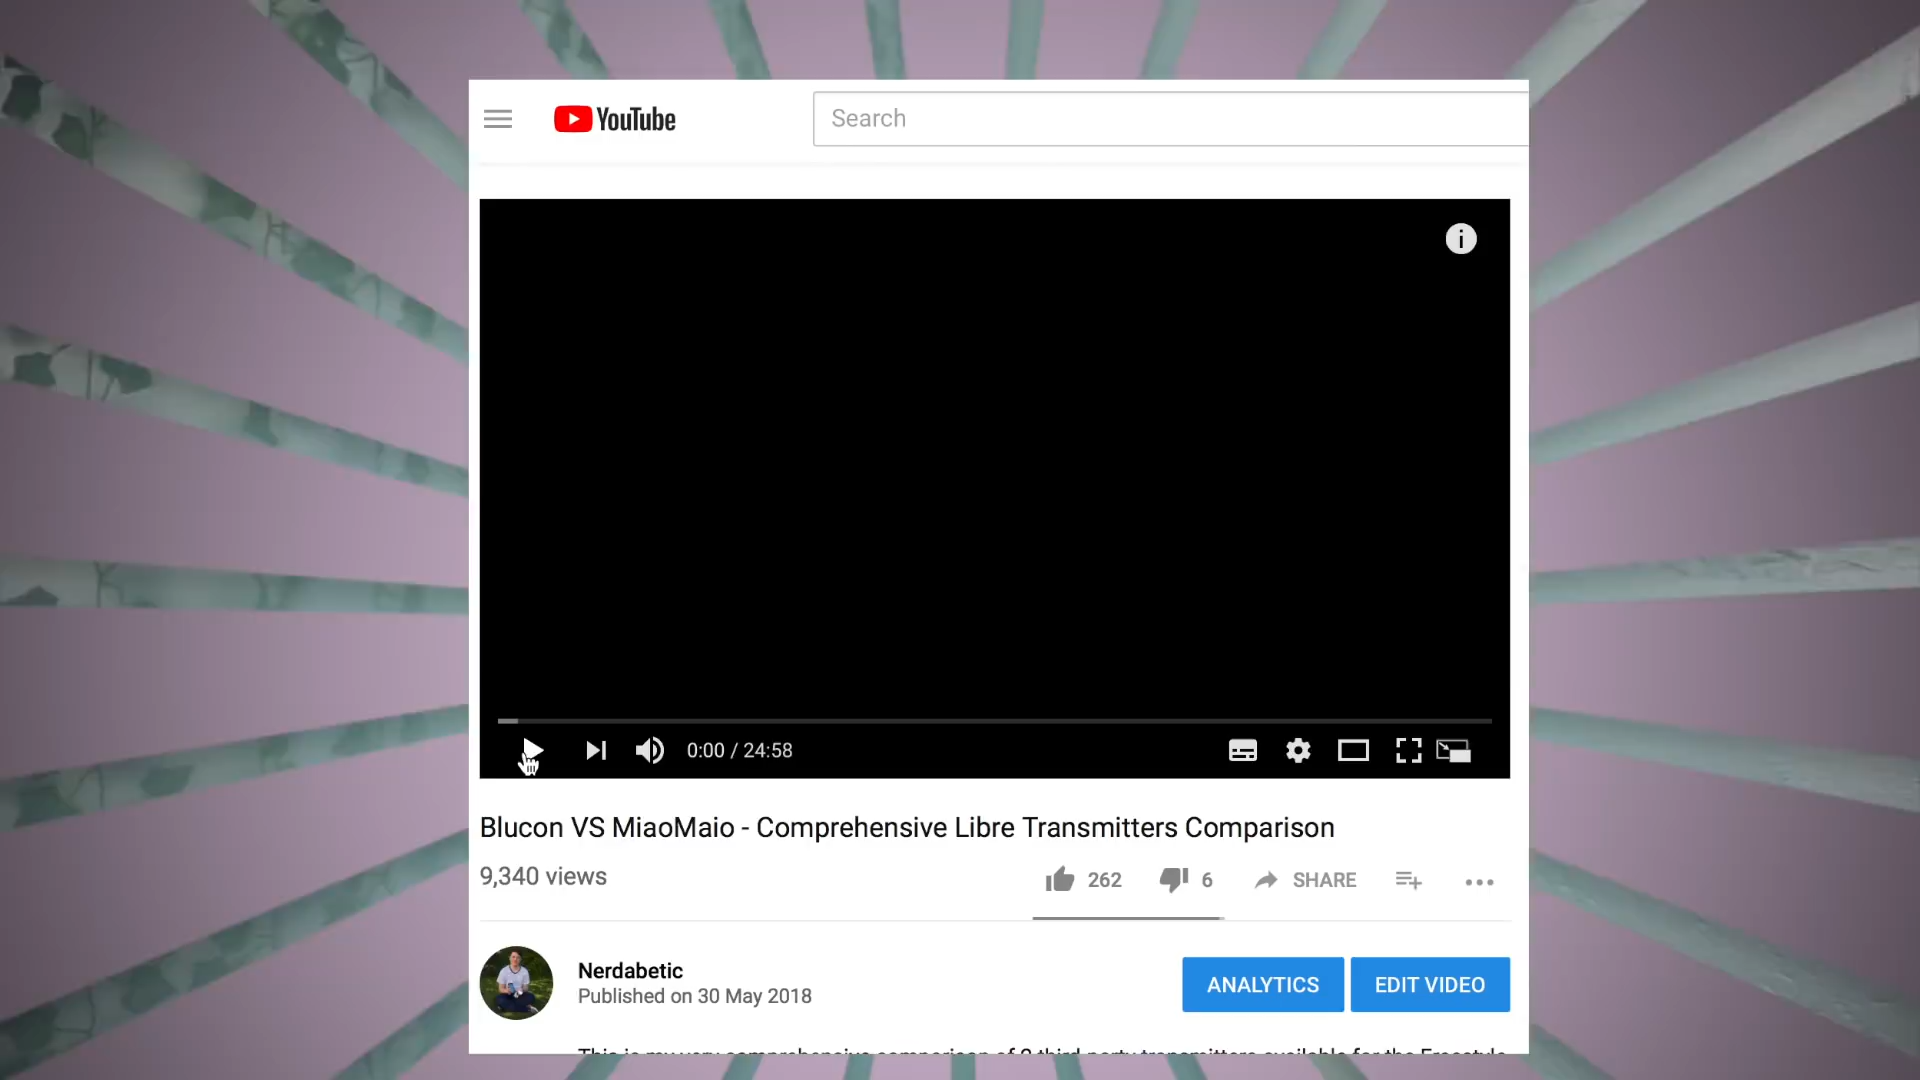 YouTube
Search
i
0:00 / 24:58
Blucon VS MiaoMaio - Comprehensive Libre Transmitters Comparison
9,340 views
262
6
SHARE
Nerdabetic
Published on 30 May 2018
ANALYTICS
EDIT VIDEO
This is my very comprehensive comparison of 2 third party transmitters available for the Freestyle